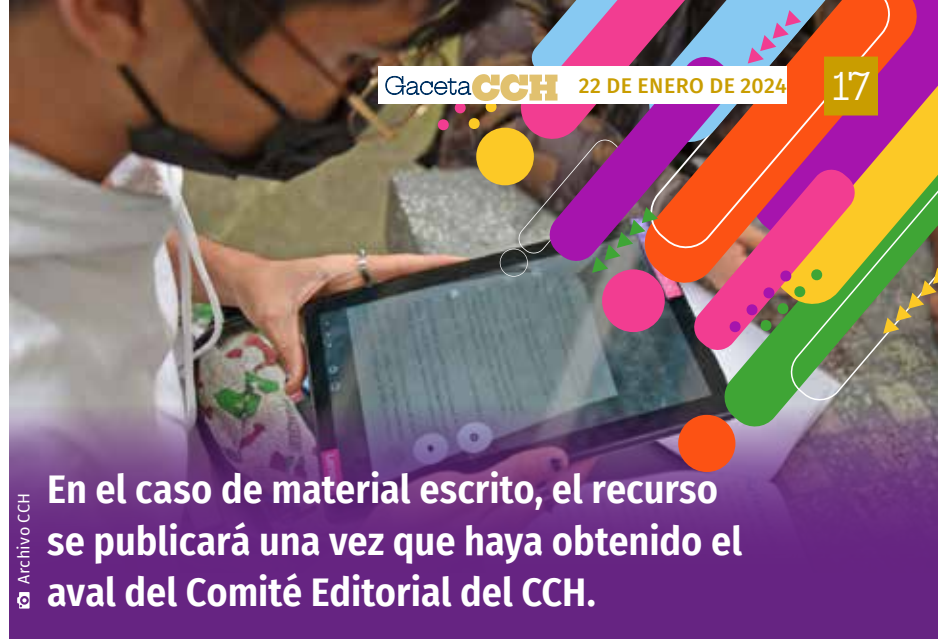 GacetaCCH 22 DE ENERO DE 2024 17
En el caso de material escrito, el recurso
se publicará una vez que haya obtenido el
aval del Comité Editorial del CCH.
Archivo CCH